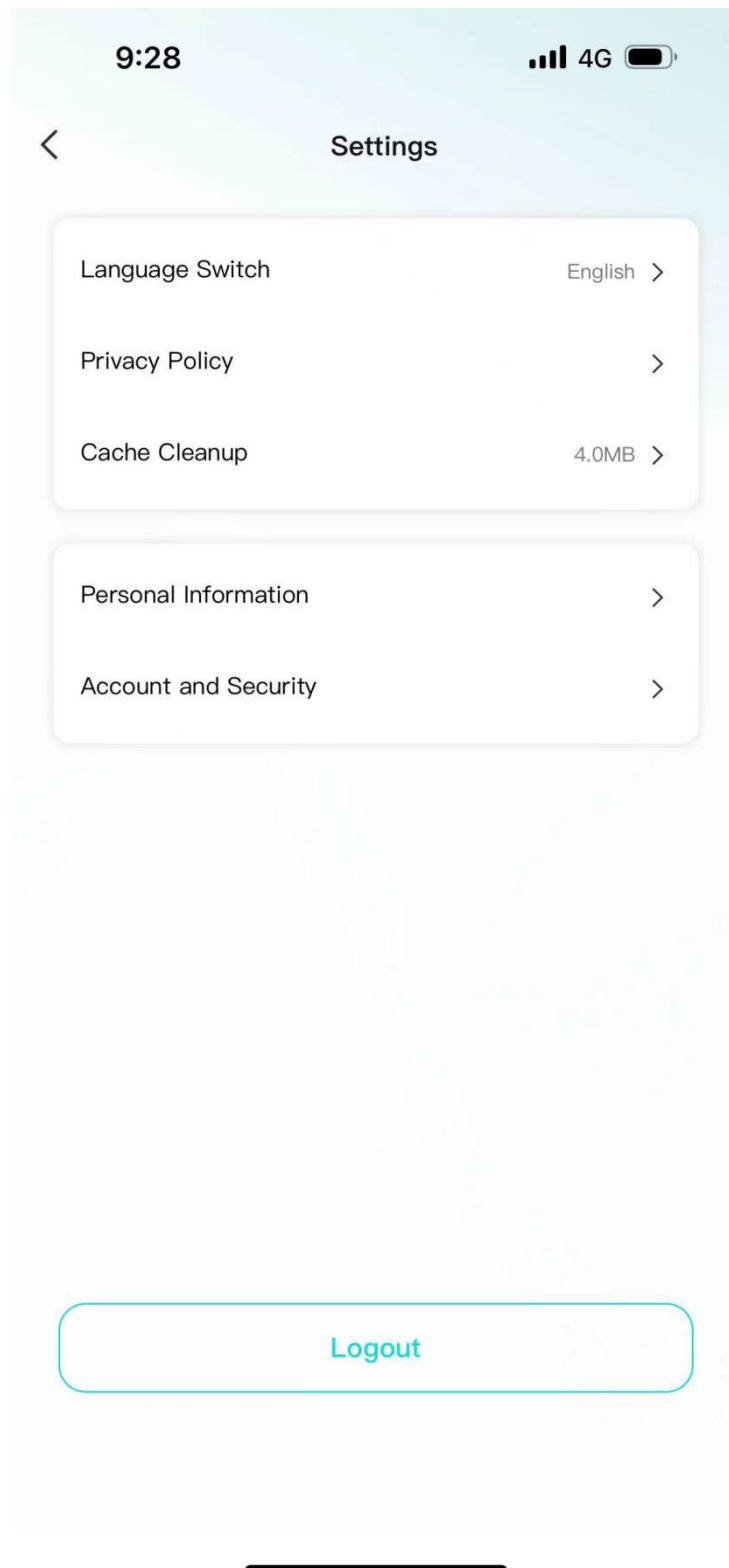 9:28 4G
Settings
Language Switch English
Privacy Policy
Cache Cleanup 4.0MB
Personal Information
Account and Security
Logout